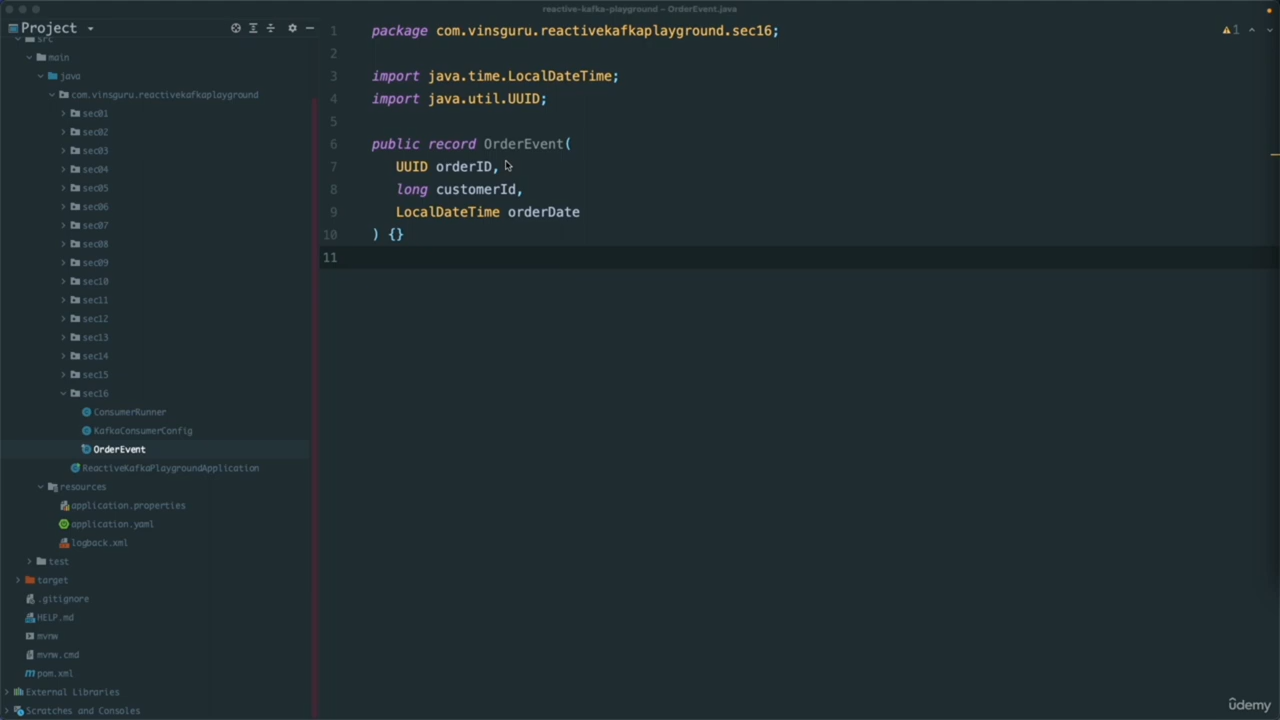 reactive-kafka-playground – OrderEvent.java
Project
src
main
java
com.vinsguru.reactivekafkaplayground
sec01
sec02
sec03
sec04
sec05
sec06
sec07
sec08
sec09
sec10
sec11
sec12
sec13
sec14
sec15
sec16
ConsumerRunner
KafkaConsumerConfig
OrderEvent
ReactiveKafkaPlaygroundApplication
resources
application.properties
application.yaml
logback.xml
test
target
.gitignore
HELP.md
mvnw
mvnw.cmd
pom.xml
External Libraries
Scratches and Consoles
1 package com.vinsguru.reactivekafkaplayground.sec16;
2
3 import java.time.LocalDateTime;
4 import java.util.UUID;
5
6 public record OrderEvent(
7 UUID orderID,
8 long customerId,
9 LocalDateTime orderDate
10 ) {}
11
1
udemy